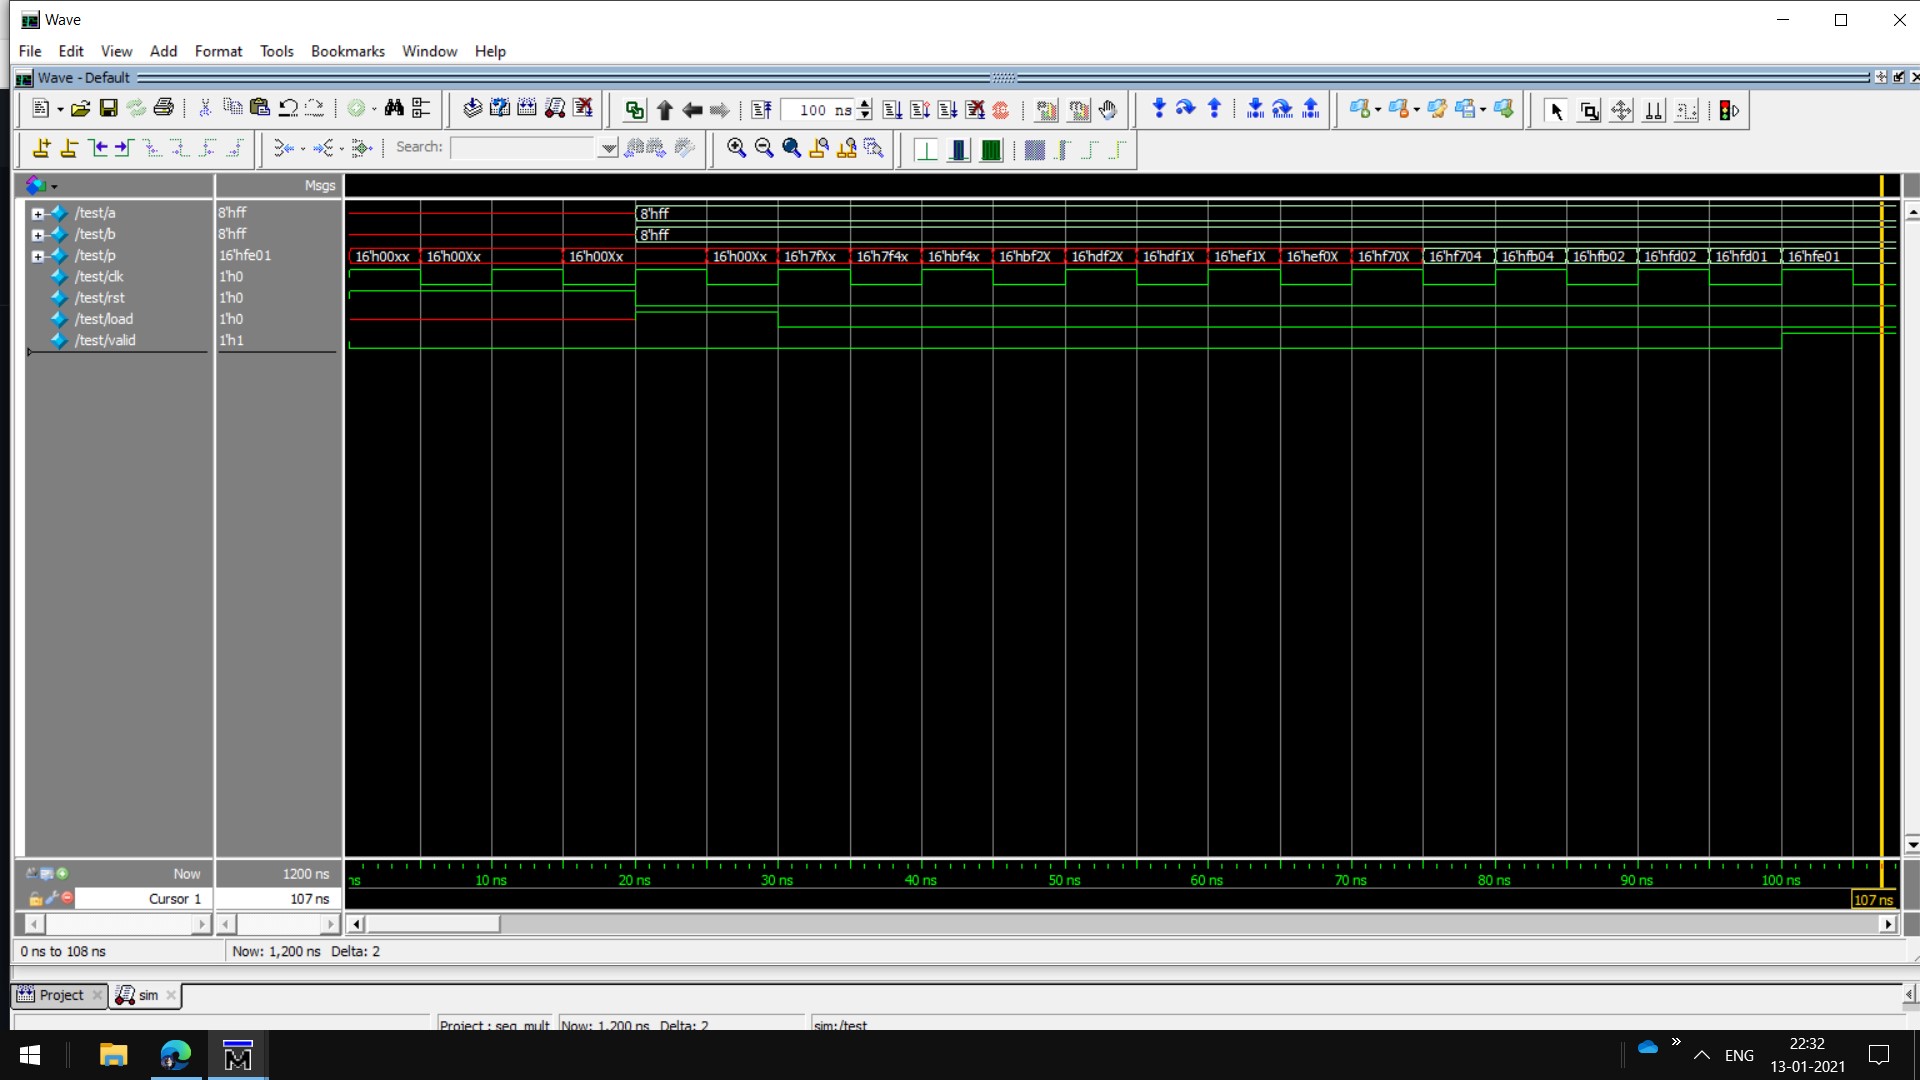 Wave
File Edit View Add Format Tools Bookmarks Window Help
Wave - Default
100 ns
Search:
Msgs
/test/a 8'hff 8'hff
/test/b 8'hff 8'hff
/test/p 16'hfe01 16'h00xx 16'h00Xx 16'h00Xx 16'h00Xx 16'h7fXx 16'h7f4x 16'hbf4x 16'hbf2X 16'hdf2X 16'hdf1X 16'hef1X 16'hef0X 16'hf70X 16'hf704 16'hfb04 16'hfb02 16'hfd02 16'hfd01 16'hfe01
/test/clk 1'h0
/test/rst 1'h0
/test/load 1'h0
/test/valid 1'h1
Now 1200 ns
ns 10 ns 20 ns 30 ns 40 ns 50 ns 60 ns 70 ns 80 ns 90 ns 100 ns
Cursor 1 107 ns 107 ns
0 ns to 108 ns Now: 1,200 ns Delta: 2
Project sim
Project : seq_mult Now: 1,200 ns Delta: 2 sim:/test
ENG
22:32
13-01-2021